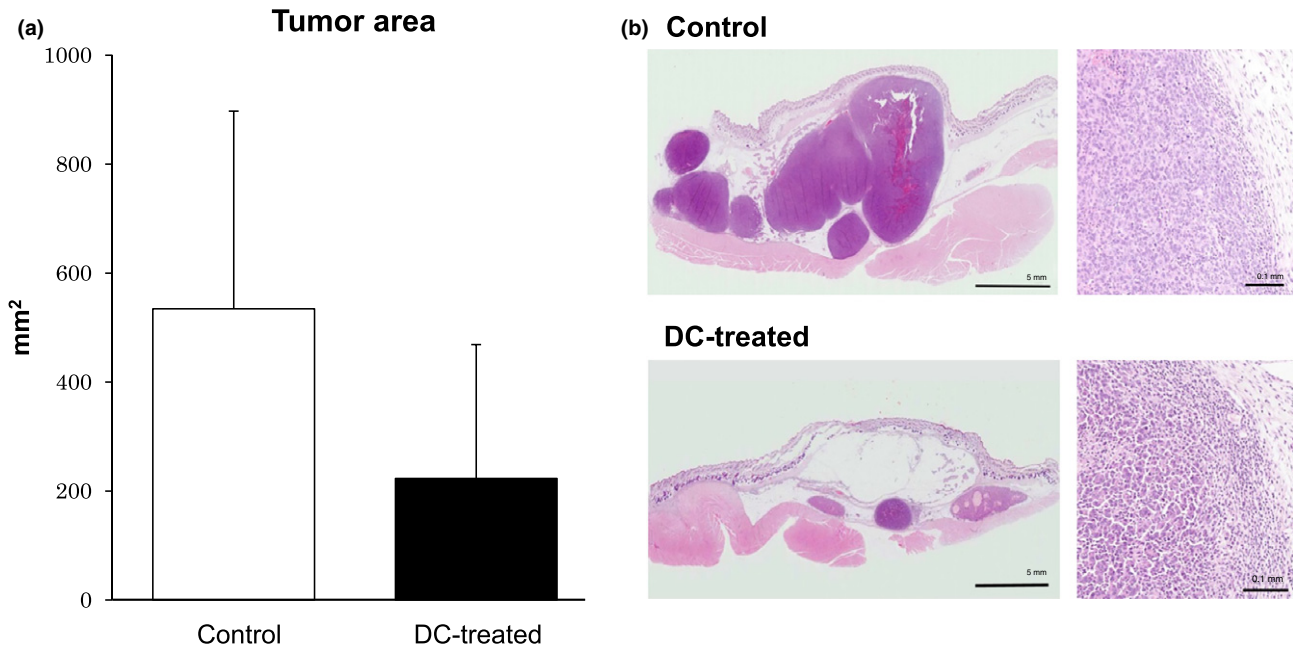 (a)
Tumor area
1000
800
600
400
200
0
mm²
Control
DC-treated
(b) Control
5 mm
0.1 mm
DC-treated
5 mm
0.1 mm